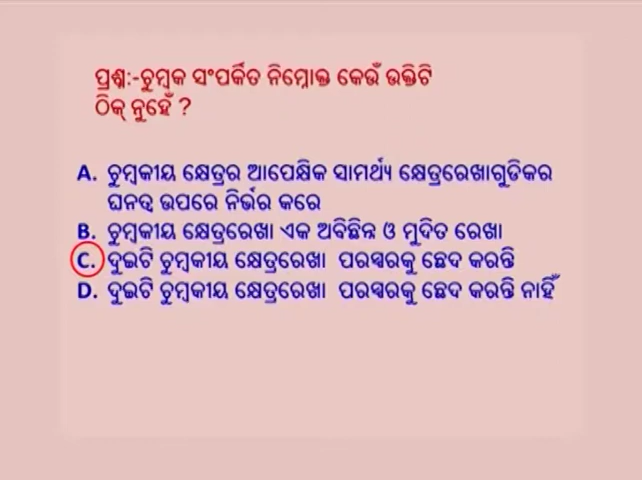 ପ୍ରଶ୍ନ:-ଚୁମ୍ବକ ସଂପର୍କିତ ନିମ୍ନୋକ୍ତ କେଉଁ ଉକ୍ତିଟି
ଠିକ୍ ନୁହେଁ ?
A. ଚୁମ୍ବକୀୟ କ୍ଷେତ୍ରର ଆପେକ୍ଷିକ ସାମର୍ଥ୍ୟ କ୍ଷେତ୍ରରେଖାଗୁଡିକର
ଘନତ୍ୱ ଉପରେ ନିର୍ଭର କରେ
B. ଚୁମ୍ବକୀୟ କ୍ଷେତ୍ରରେଖା ଏକ ଅବିଛିନ୍ନ ଓ ମୁଦିତ ରେଖା
C. ଦୁଇଟି ଚୁମ୍ବକୀୟ କ୍ଷେତ୍ରରେଖା ପରସ୍ପରକୁ ଛେଦ କରନ୍ତି
D. ଦୁଇଟି ଚୁମ୍ବକୀୟ କ୍ଷେତ୍ରରେଖା ପରସ୍ପରକୁ ଛେଦ କରନ୍ତି ନାହିଁ